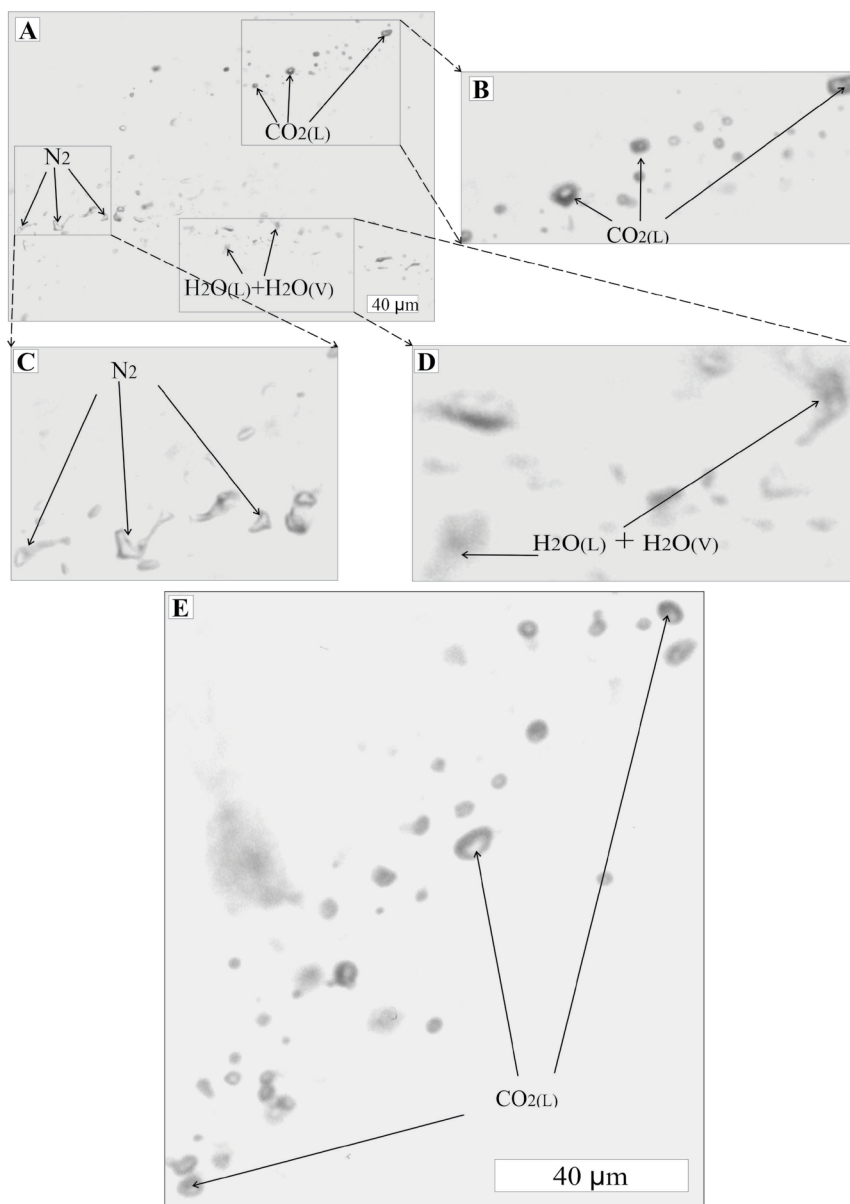 A
CO2(L)
N2
H2O(L)+H2O(V)
40 µm
B
CO2(L)
C
N2
D
H2O(L) + H2O(V)
E
CO2(L)
40 µm